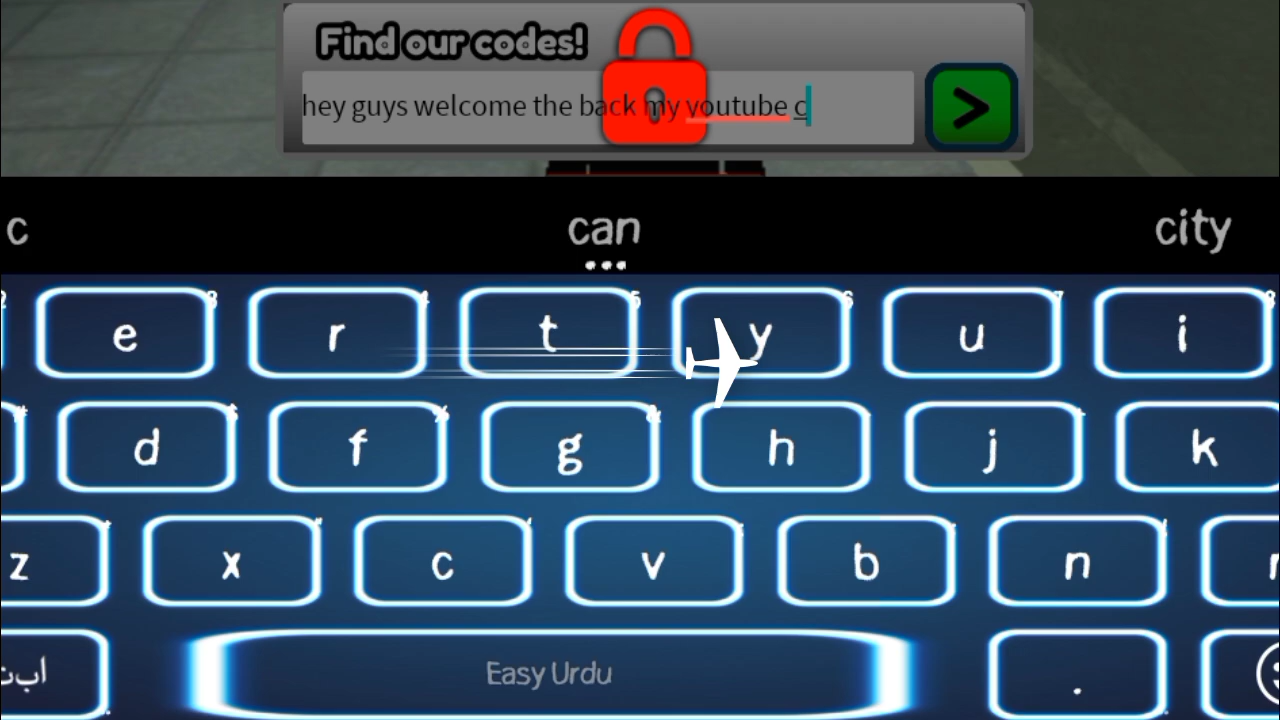 Find our codes!
hey guys welcome the back my youtube c
>
c can city
e r t y u i
d f g h j k
z x c v b n
Easy Urdu .